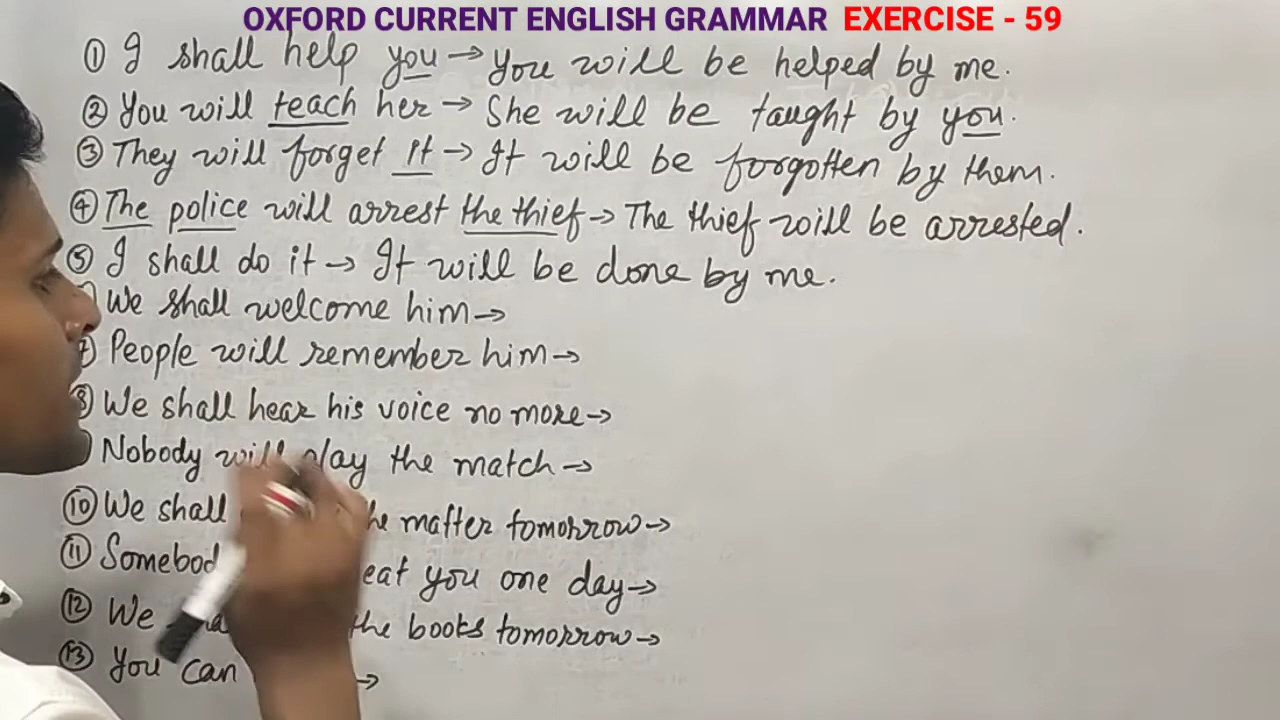 OXFORD CURRENT ENGLISH GRAMMAR EXERCISE - 59
① I shall help you → You will be helped by me.
② You will teach her → She will be taught by you.
③ They will forget it → It will be forgotten by them.
④ The police will arrest the thief → The thief will be arrested.
⑤ I shall do it → It will be done by me.
We shall welcome him →
7 People will remember him →
8 We shall hear his voice no more →
Nobody will play the match →
⑩ We shall matter tomorrow →
⑪ you one day →
⑫ We the books tomorrow →
⑬ You can →